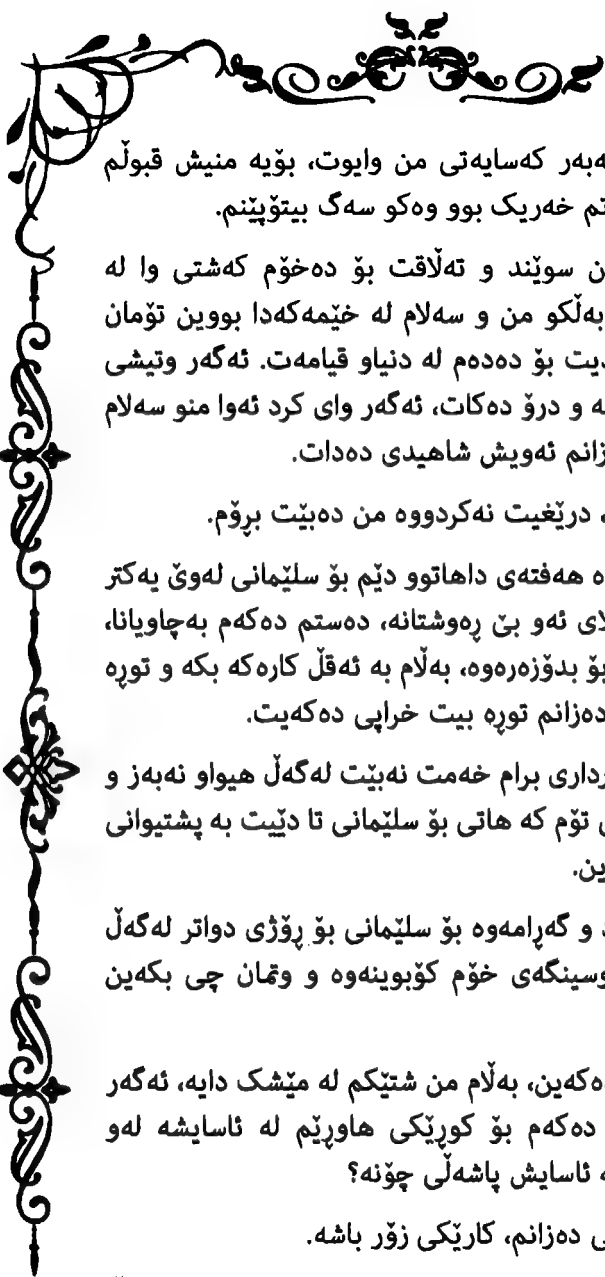 ەبەر کەسایەتی من وایوت، بۆیە منیش قبوڵم
تم خەریک بوو وەکو سەگ بیتۆپێنم.
ن سوێند و تەڵاقت بۆ دەخۆم کەشتی وا لە
بەڵکو من و سەلام لە خێمەکەدا بووین تۆمان
دیت بۆ دەدەم لە دنیاو قیامەت. ئەگەر وتیشی
ە و درۆ دەکات، ئەگەر وای کرد ئەوا منو سەلام
زانم ئەویش شاهیدی دەدات.
، درێغیت نەکردووە من دەبێت بڕۆم.
ە هەفتەی داهاتوو دێم بۆ سلێمانی لەوێ یەکتر
لای ئەو بێ ڕەوشتانە، دەستم دەکەم بەچاویانا،
بۆ بدۆزەرەوە، بەڵام بە ئەقڵ کارەکە بکە و توڕە
دەزانم توڕە بیت خراپی دەکەیت.
رداری برام خەمت نەبێت لەگەڵ هیواو نەبەز و
ی تۆم کە هاتی بۆ سلێمانی تا دێیت بە پشتیوانی
ین.
د و گەڕامەوە بۆ سلێمانی بۆ ڕۆژی دواتر لەگەڵ
وسینگەی خۆم کۆبوینەوە و وتمان چی بکەین
دەکەین، بەڵام من شتێکم لە مێشک دایە، ئەگەر
دەکەم بۆ کوڕێکی هاوڕێم لە ئاسایشە لەو
ە ئاسایش پاشەڵی چۆنە؟
ی دەزانم، کارێکی زۆر باشە.